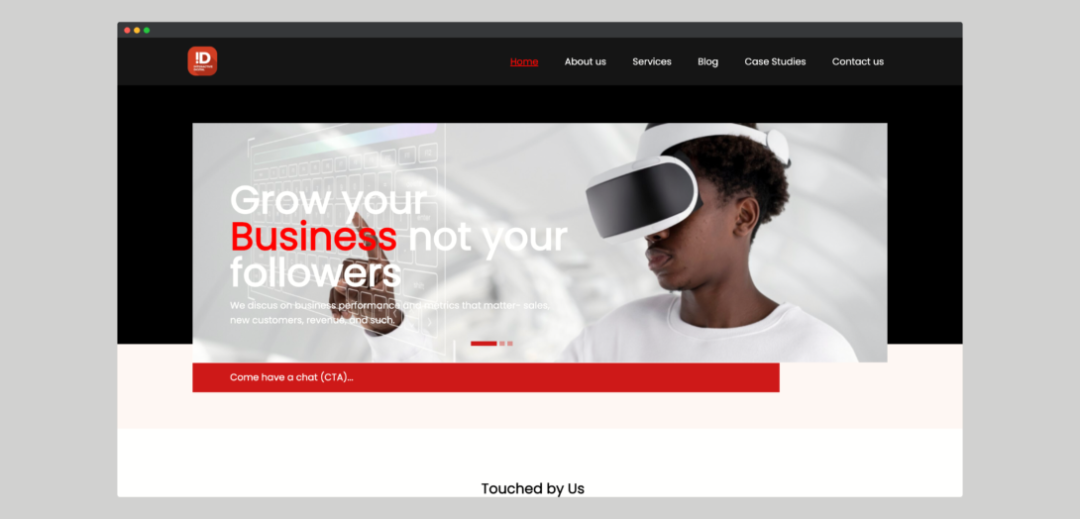 !D
Home About us Services Blog Case Studies Contact us
Grow your
Business not your
followers
We discus on business performance and metrics that matter- sales,
new customers, revenue, and such.
Come have a chat (CTA)...
Touched by Us